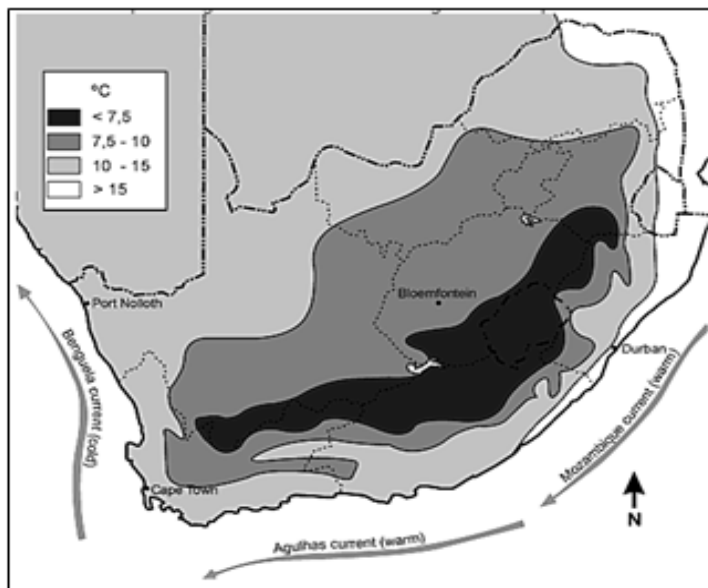 °C
< 7,5
7,5 - 10
10 - 15
> 15
Port Nolloth
Bloemfontein
Durban
Cape Town
Benguela current (cold)
Mozambique current (warm)
Agulhas current (warm)
N